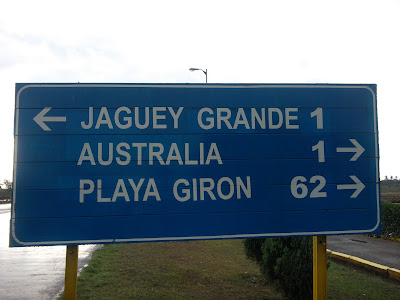 ← JAGUEY GRANDE 1
AUSTRALIA 1 →
PLAYA GIRON 62 →